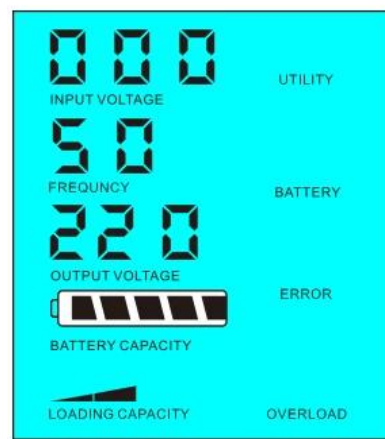 000
UTILITY
INPUT VOLTAGE
50
FREQUNCY
BATTERY
220
OUTPUT VOLTAGE
ERROR
BATTERY CAPACITY
LOADING CAPACITY
OVERLOAD